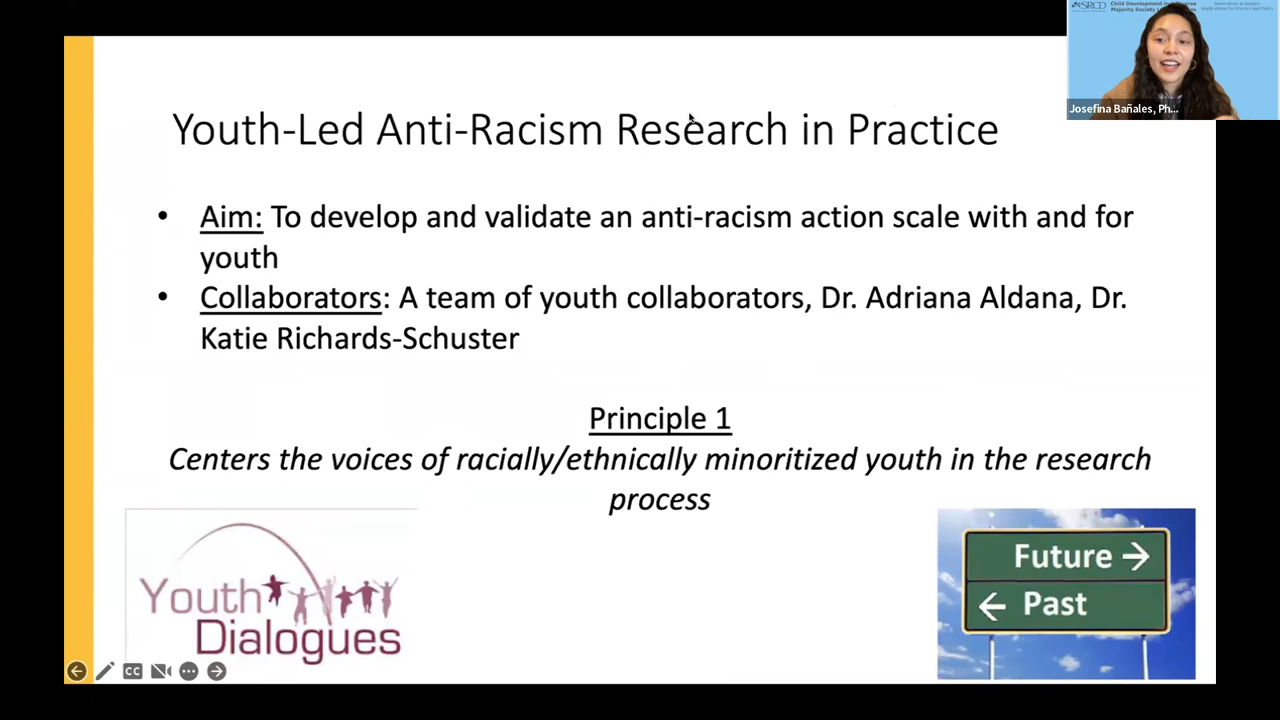 SRCD
Josefina Bañales, Ph...
Youth-Led Anti-Racism Research in Practice
• Aim: To develop and validate an anti-racism action scale with and for
youth
• Collaborators: A team of youth collaborators, Dr. Adriana Aldana, Dr.
Katie Richards-Schuster
Principle 1
Centers the voices of racially/ethnically minoritized youth in the research
process
Youth
Dialogues
Future →
← Past
CC